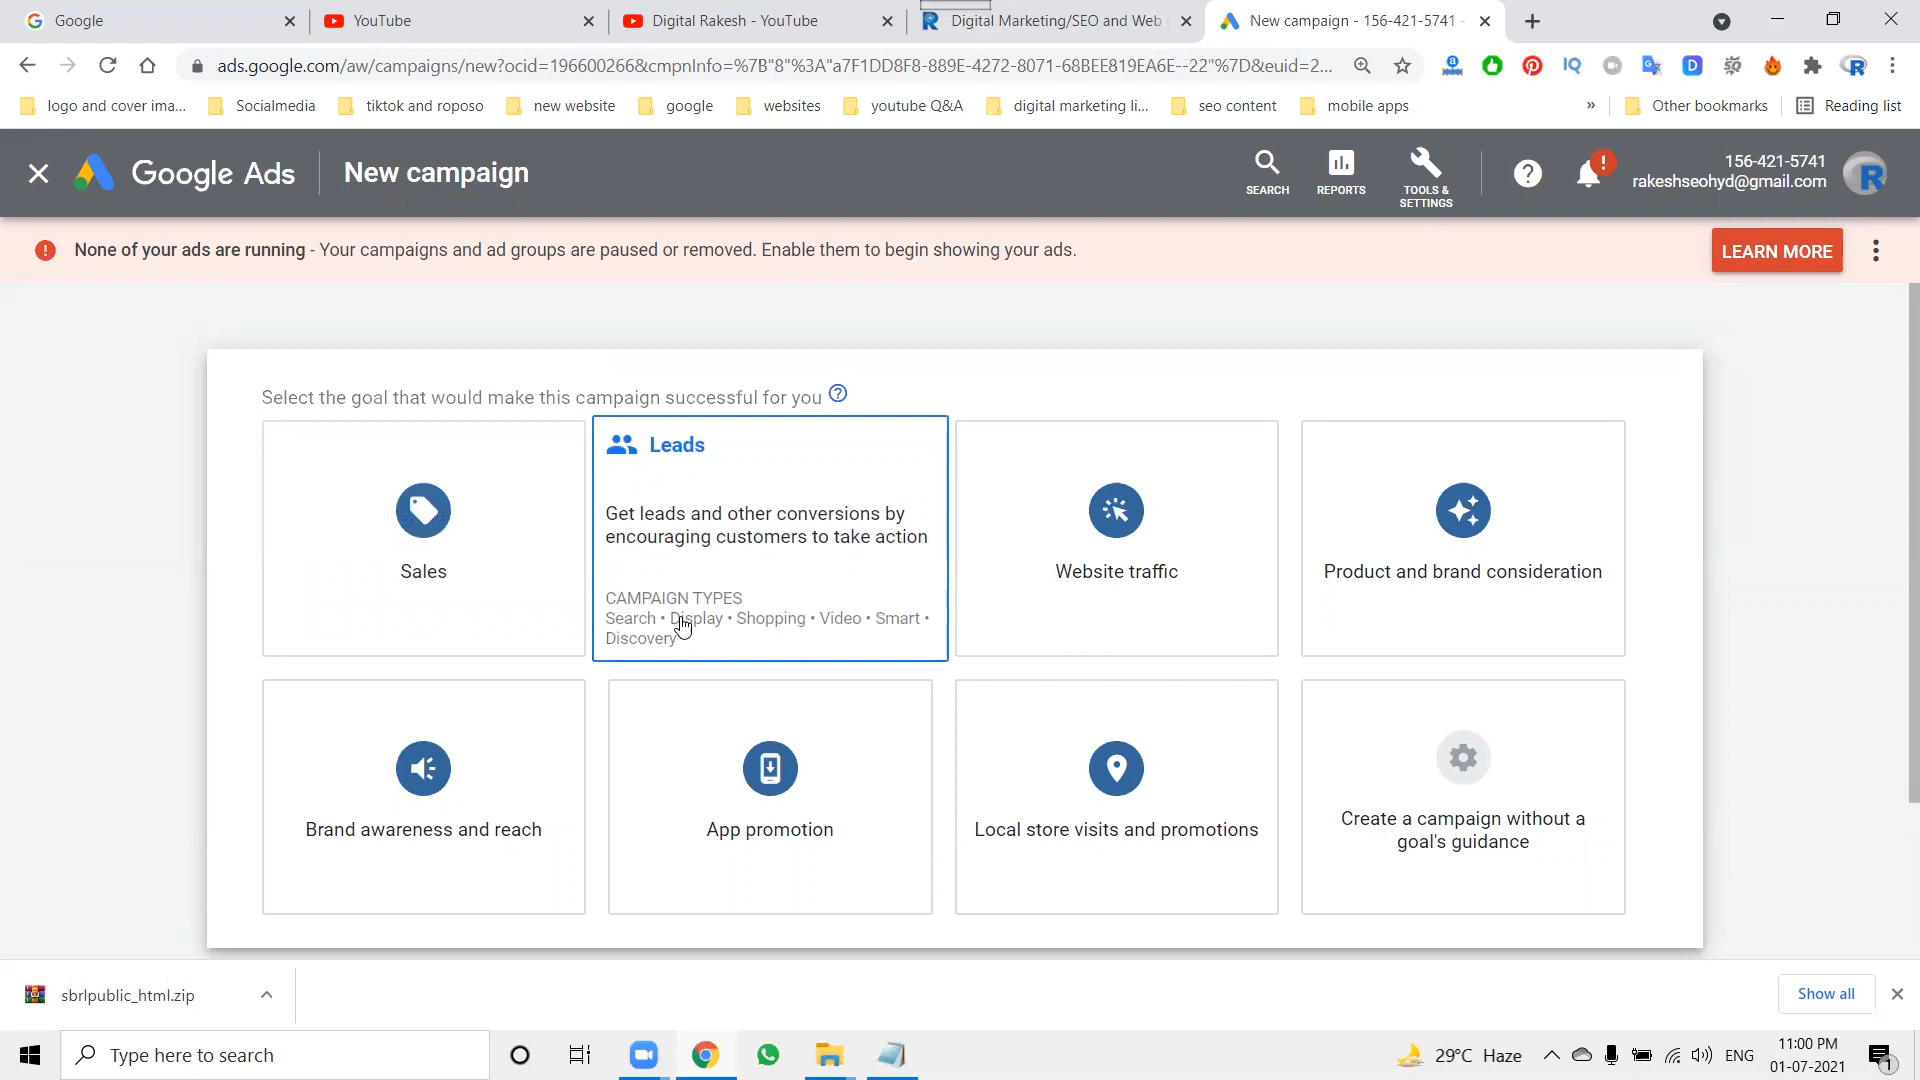 Google
YouTube
Digital Rakesh - YouTube
Digital Marketing/SEO and Web
New campaign - 156-421-5741 -
ads.google.com/aw/campaigns/new?ocid=196600266&cmpnInfo=%7B"8"%3A"a7F1DD8F8-889E-4272-8071-68BEE819EA6E--22"%7D&euid=2...
logo and cover ima...
Socialmedia
tiktok and roposo
new website
google
websites
youtube Q&A
digital marketing li...
seo content
mobile apps
»
Other bookmarks
Reading list
Google Ads
New campaign
SEARCH
REPORTS
TOOLS &
SETTINGS
156-421-5741
rakeshseohyd@gmail.com
None of your ads are running - Your campaigns and ad groups are paused or removed. Enable them to begin showing your ads.
LEARN MORE
Select the goal that would make this campaign successful for you
Sales
Leads
Get leads and other conversions by
encouraging customers to take action
CAMPAIGN TYPES
Search • Display • Shopping • Video • Smart •
Discovery
Website traffic
Product and brand consideration
Brand awareness and reach
App promotion
Local store visits and promotions
Create a campaign without a
goal's guidance
sbrlpublic_html.zip
Show all
Type here to search
29°C Haze
ENG
11:00 PM
01-07-2021
1